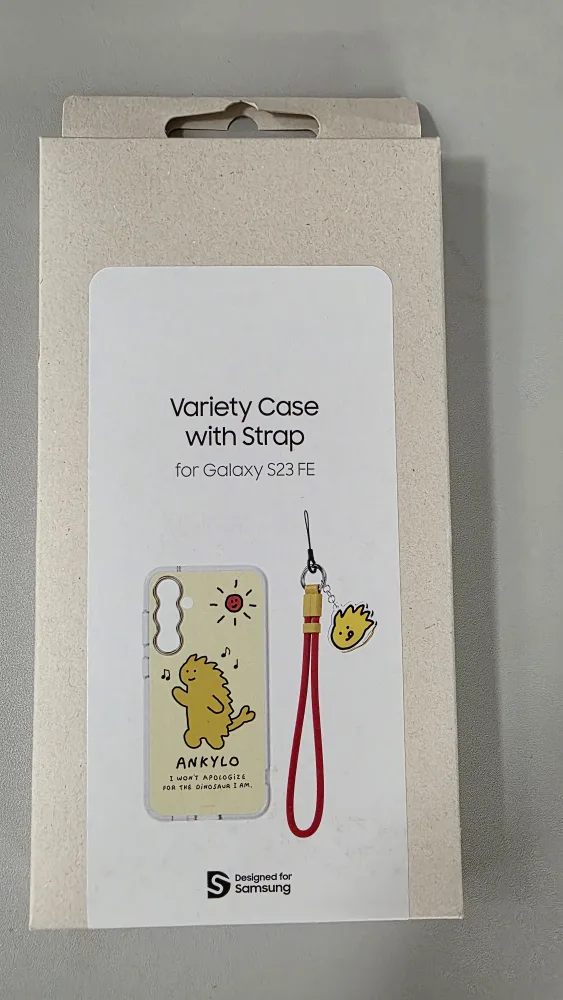 Variety Case
with Strap
for Galaxy S23 FE
ANKYLO
I WON'T APOLOGIZE
FOR THE DINOSAUR I AM.
Designed for
Samsung